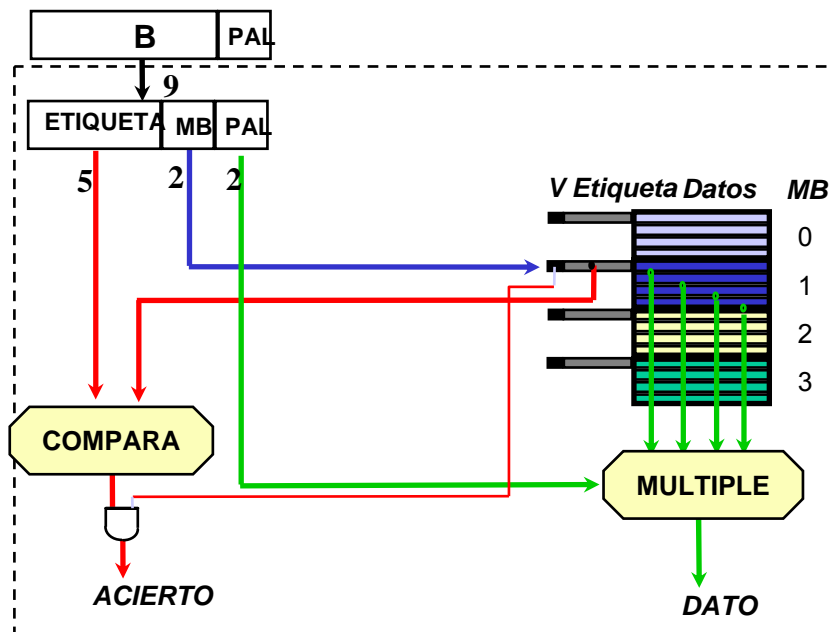 B PAL
9
ETIQUETA MB PAL
5 2 2
V Etiqueta Datos MB
0
1
2
3
COMPARA
MULTIPLE
ACIERTO
DATO